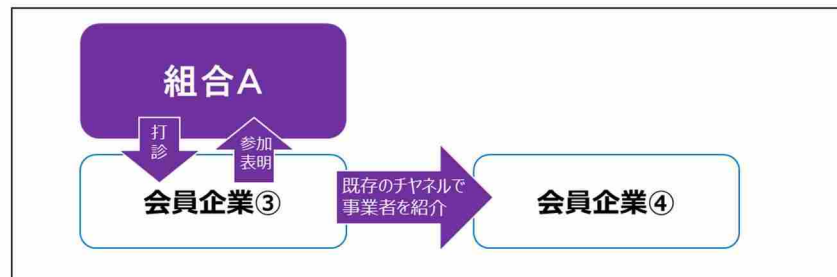 組合A
打
診
参加
表明
会員企業③
既存のチヤネルで
事業者を紹介
会員企業④